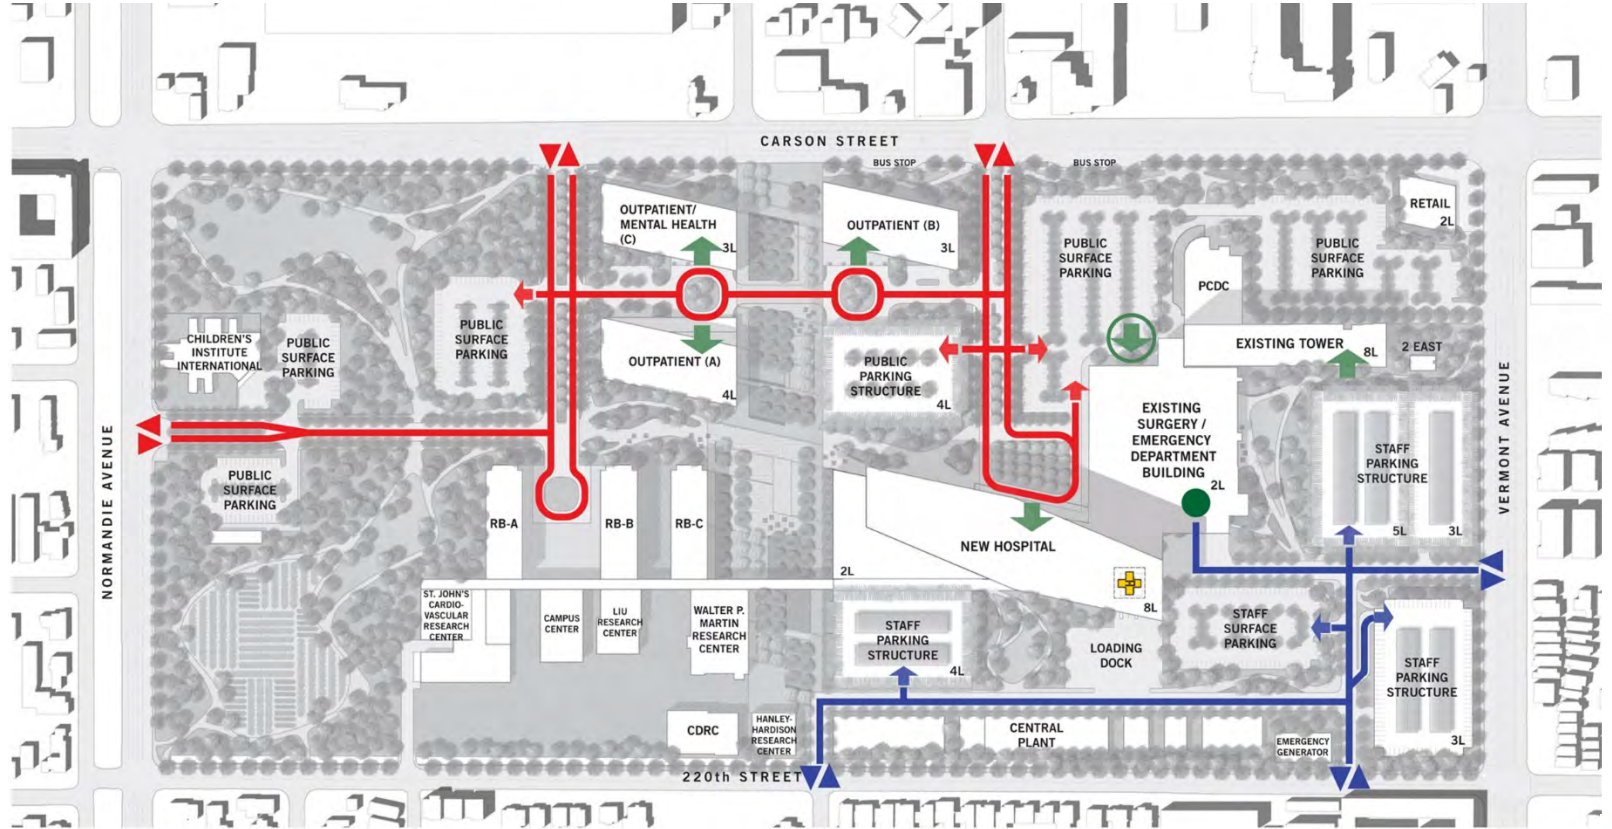 CARSON STREET
BUS STOP
BUS STOP
OUTPATIENT/
MENTAL HEALTH
(C)
3L
OUTPATIENT (B)
3L
RETAIL
2L
PUBLIC
SURFACE
PARKING
PUBLIC
SURFACE
PARKING
PCDC
CHILDREN'S
INSTITUTE
INTERNATIONAL
PUBLIC
SURFACE
PARKING
PUBLIC
SURFACE
PARKING
OUTPATIENT (A)
4L
PUBLIC
PARKING
STRUCTURE
4L
EXISTING TOWER
8L
2 EAST
NORMANDIE AVENUE
VERMONT AVENUE
EXISTING
SURGERY /
EMERGENCY
DEPARTMENT
BUILDING
2L
STAFF
PARKING
STRUCTURE
5L
3L
PUBLIC
SURFACE
PARKING
RB-A
RB-B
RB-C
NEW HOSPITAL
2L
8L
ST. JOHN'S
CARDIO-
VASCULAR
RESEARCH
CENTER
CAMPUS
CENTER
LIU
RESEARCH
CENTER
WALTER P.
MARTIN
RESEARCH
CENTER
STAFF
PARKING
STRUCTURE
4L
LOADING
DOCK
STAFF
SURFACE
PARKING
STAFF
PARKING
STRUCTURE
3L
CDRC
HANLEY-
HARDISON
RESEARCH
CENTER
CENTRAL
PLANT
EMERGENCY
GENERATOR
220th STREET